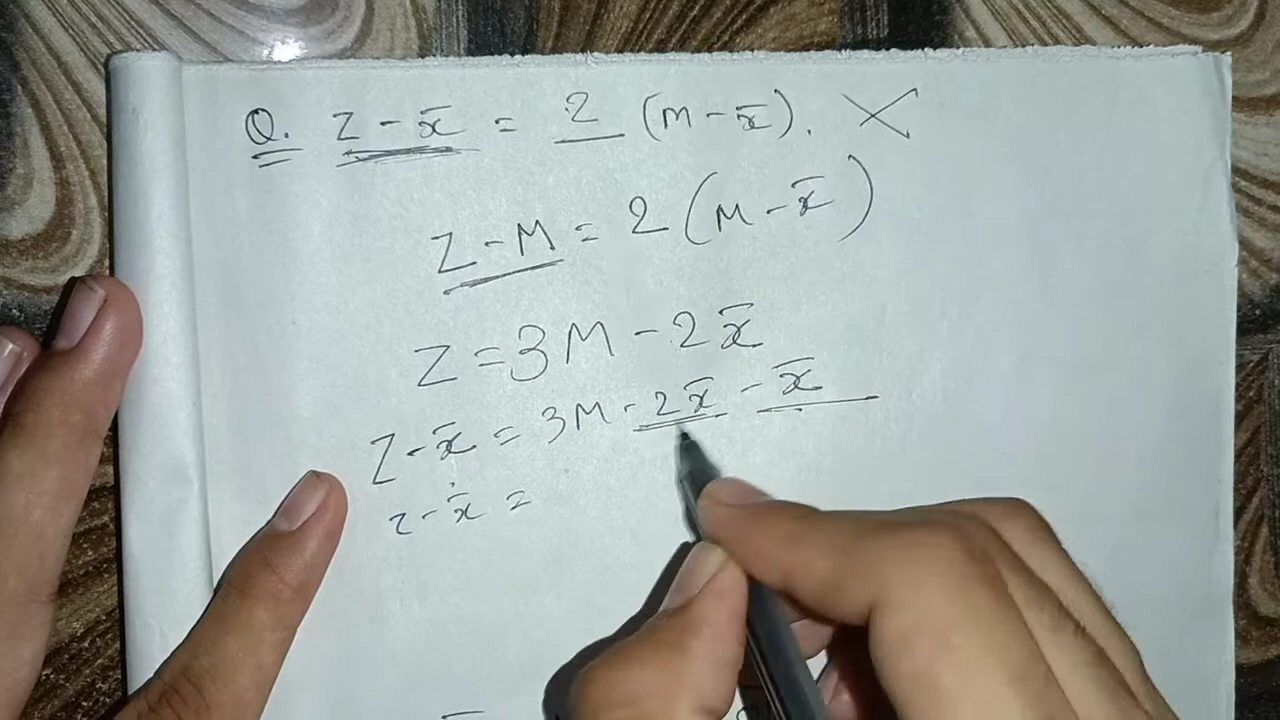 Q. Z - x̄ = 2 (M - x̄). ✗
Z - M = 2 (M - x̄)
Z = 3M - 2x̄
Z - x̄ = 3M - 2x̄ - x̄
Z - x̄ =